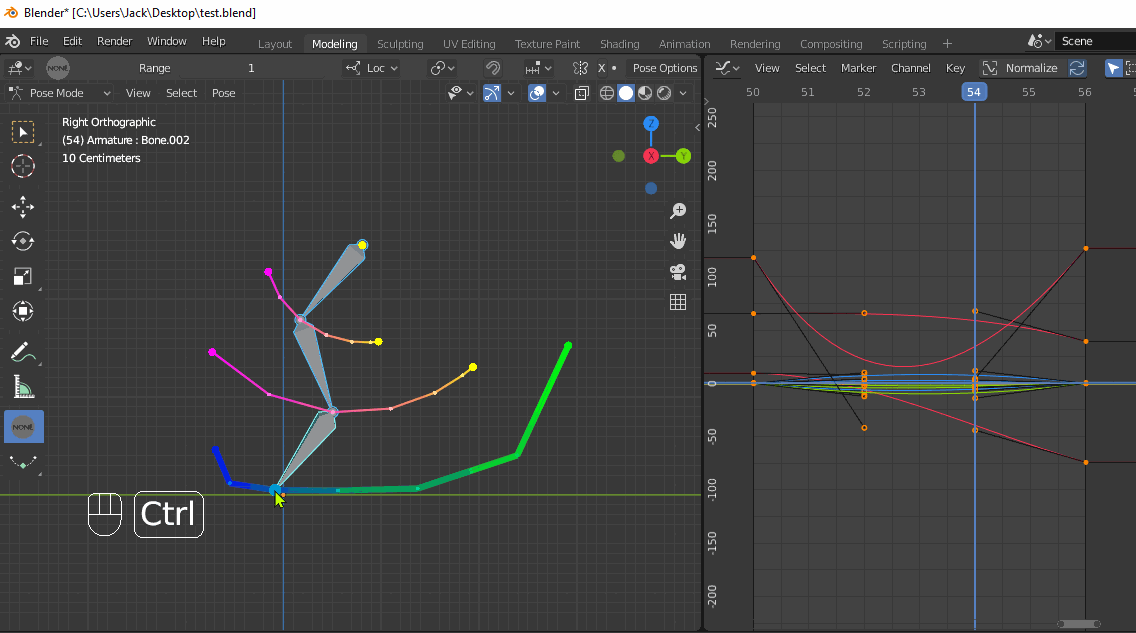 Blender* [C:\Users\Jack\Desktop\test.blend]
File Edit Render Window Help Layout Modeling Sculpting UV Editing Texture Paint Shading Animation Rendering Compositing Scripting + Scene
NONE Range 1 Loc X Pose Options View Select Marker Channel Key Normalize
Pose Mode View Select Pose
50 51 52 53 54 55 56
Right Orthographic
(54) Armature : Bone.002
10 Centimeters
Z
X
Y
250
200
150
100
50
0
-50
-100
-150
-200
NONE
Ctrl